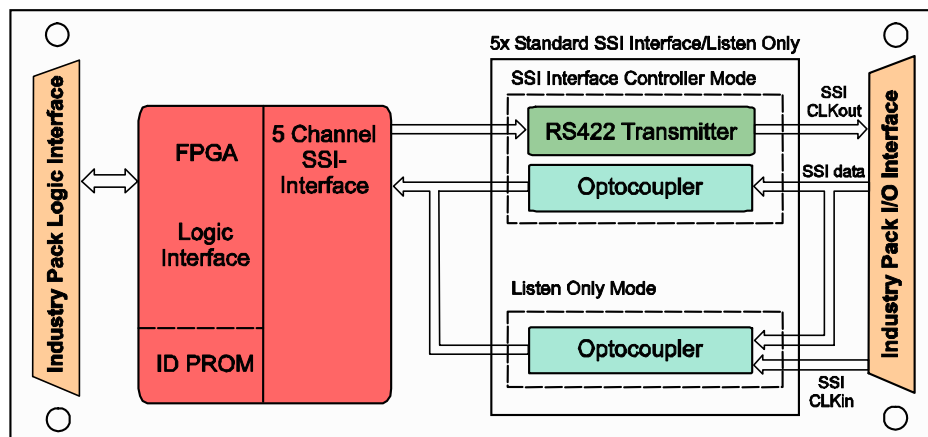 5x Standard SSI Interface/Listen Only
SSI Interface Controller Mode
RS422 Transmitter
Optocoupler
Listen Only Mode
Optocoupler
SSI
CLKout
SSI data
SSI
CLKin
Industry Pack Logic Interface
FPGA
Logic
Interface
ID PROM
5 Channel
SSI-
Interface
Industry Pack I/O Interface